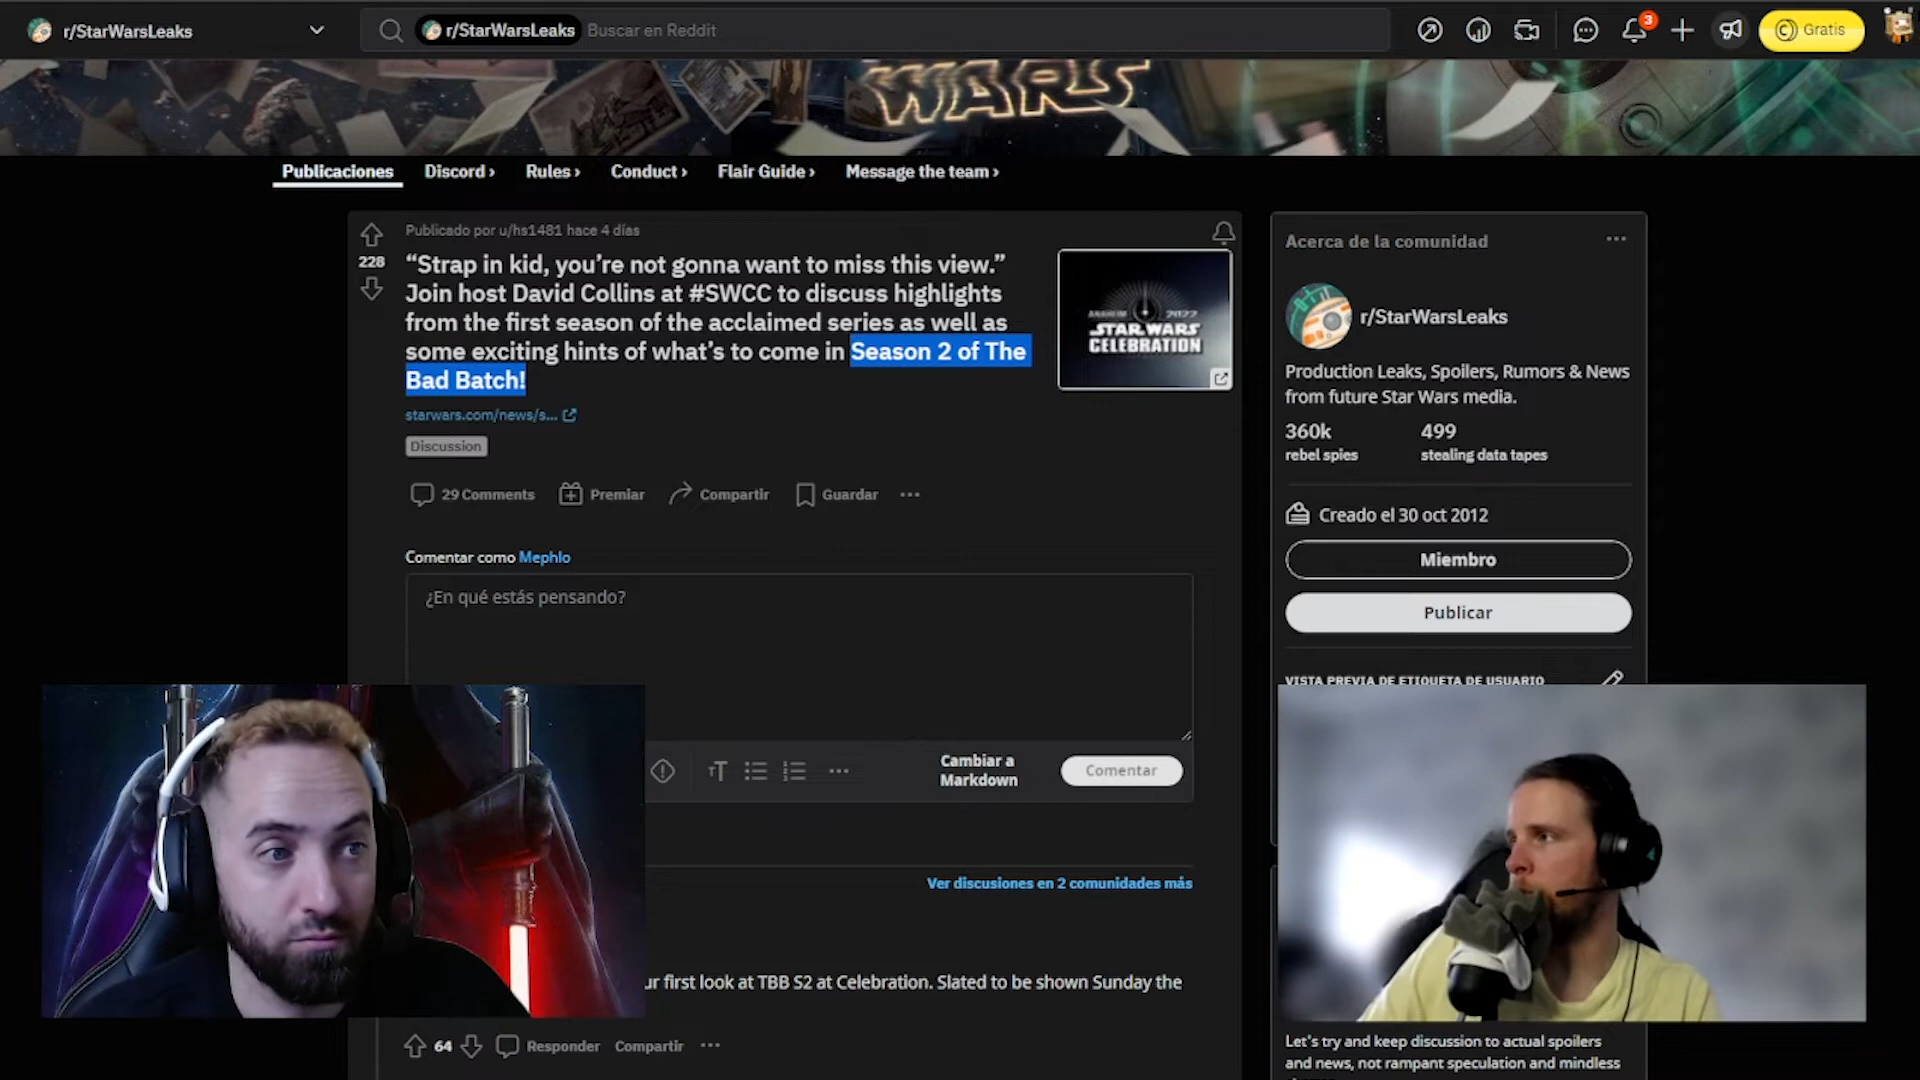 r/StarWarsLeaks
r/StarWarsLeaks Buscar en Reddit
3
Gratis
WARS
Publicaciones
Discord ›
Rules ›
Conduct ›
Flair Guide ›
Message the team ›
Publicado por u/hs1481 hace 4 días
228
“Strap in kid, you’re not gonna want to miss this view.”
Join host David Collins at #SWCC to discuss highlights
from the first season of the acclaimed series as well as
some exciting hints of what’s to come in Season 2 of The
Bad Batch!
starwars.com/news/s...
Discussion
ANAHEIM 2022
STAR WARS
CELEBRATION
29 Comments
Premiar
Compartir
Guardar
Comentar como Mephlo
¿En qué estás pensando?
Cambiar a
Markdown
Comentar
Ver discusiones en 2 comunidades más
ur first look at TBB S2 at Celebration. Slated to be shown Sunday the
64
Responder
Compartir
Acerca de la comunidad
r/StarWarsLeaks
Production Leaks, Spoilers, Rumors & News
from future Star Wars media.
360k
rebel spies
499
stealing data tapes
Creado el 30 oct 2012
Miembro
Publicar
VISTA PREVIA DE ETIQUETA DE USUARIO
Let's try and keep discussion to actual spoilers
and news, not rampant speculation and mindless